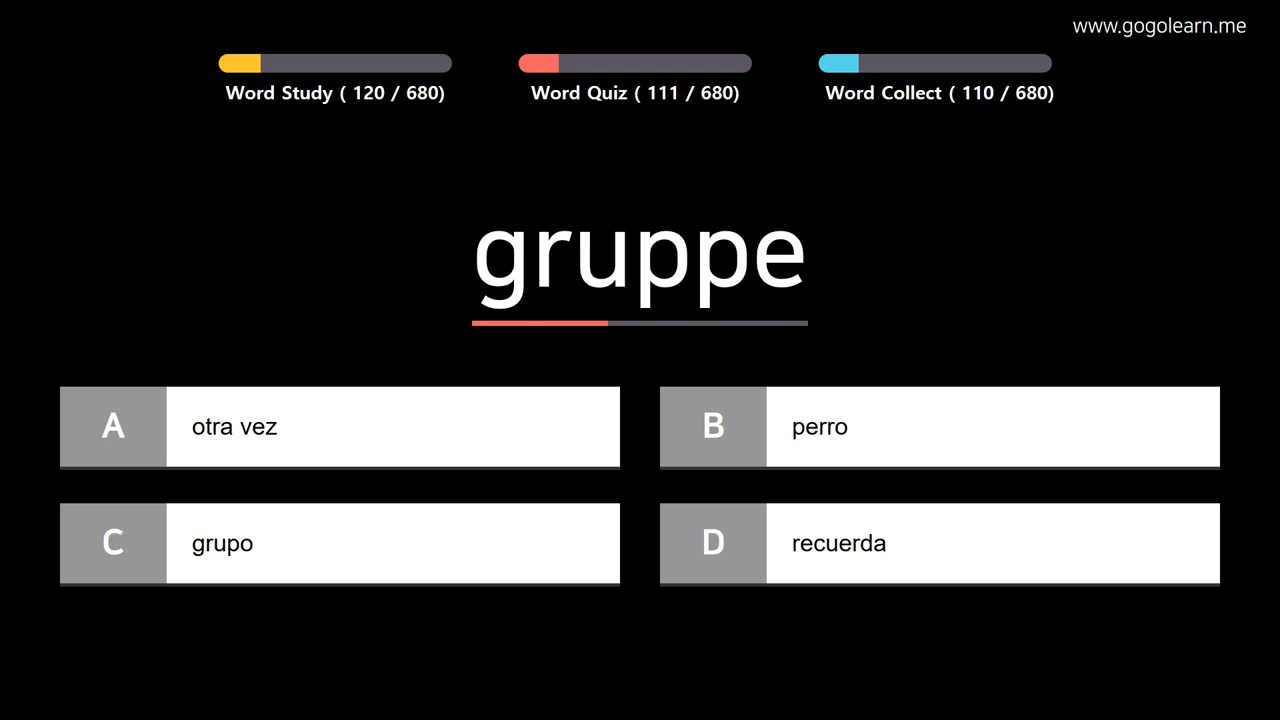 www.gogolearn.me
Word Study ( 120 / 680)
Word Quiz ( 111 / 680)
Word Collect ( 110 / 680)
gruppe
A
otra vez
B
perro
C
grupo
D
recuerda